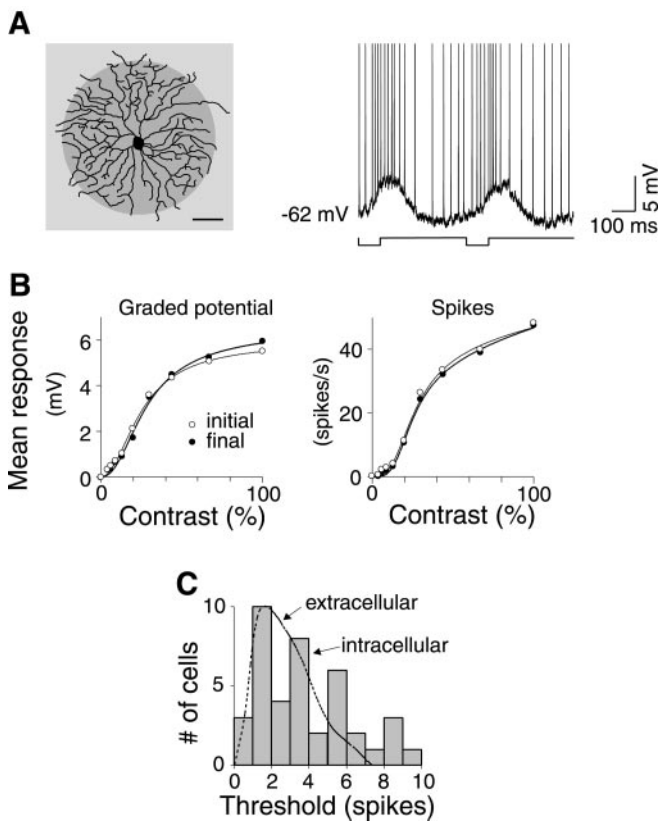 A
-62 mV
5 mV
100 ms
B
Graded potential
Spikes
Mean response
(mV)
6
4
2
0
initial
final
0
100
Contrast (%)
(spikes/s)
40
20
0
0
100
Contrast (%)
C
# of cells
10
5
0
extracellular
intracellular
0 2 4 6 8 10
Threshold (spikes)